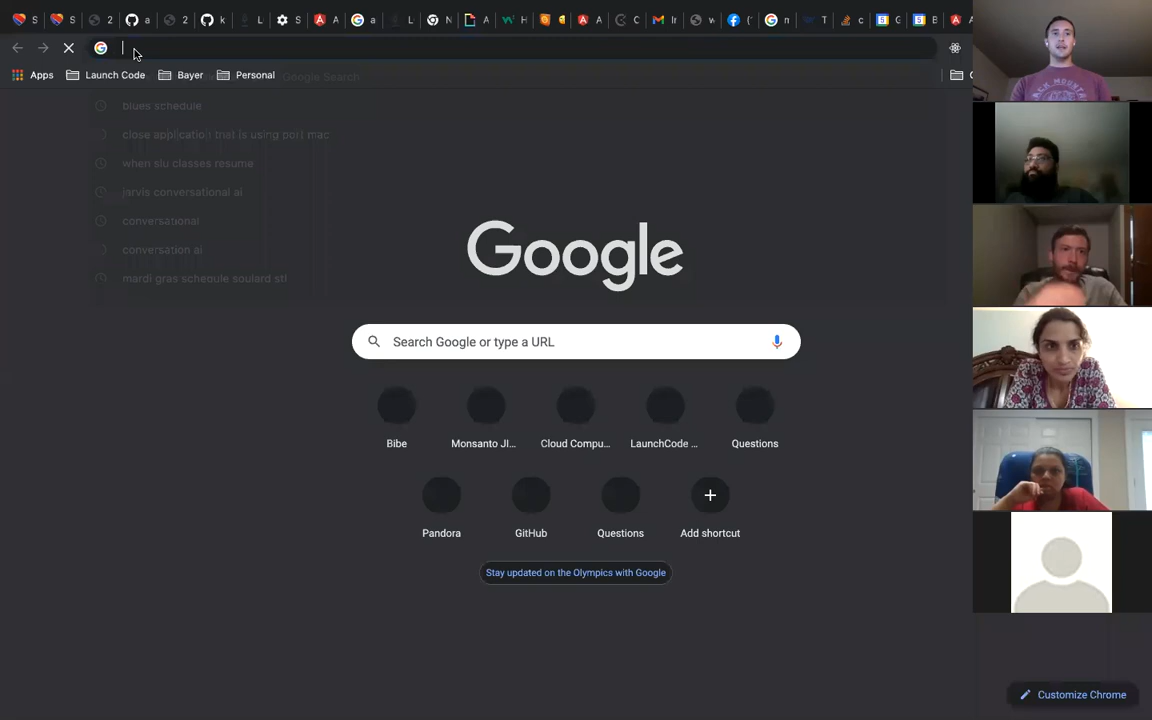 Apps Launch Code Bayer Personal
Google Search
blues schedule
close application that is using port mac
when slu classes resume
jarvis conversational ai
conversational
conversation ai
mardi gras schedule soulard stl
Google
Search Google or type a URL
Bibe Monsanto JI... Cloud Compu... LaunchCode ... Questions
Pandora GitHub Questions Add shortcut
Stay updated on the Olympics with Google
Customize Chrome